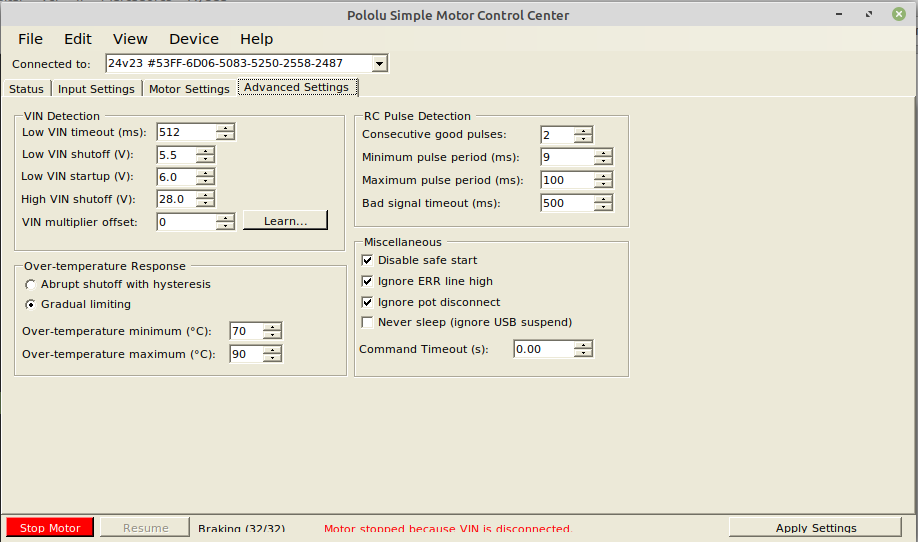 Pololu Simple Motor Control Center
File Edit View Device Help
Connected to: 24v23 #53FF-6D06-5083-5250-2558-2487
Status Input Settings Motor Settings Advanced Settings
VIN Detection
Low VIN timeout (ms): 512
Low VIN shutoff (V): 5.5
Low VIN startup (V): 6.0
High VIN shutoff (V): 28.0
VIN multiplier offset: 0 Learn...
Over-temperature Response
Abrupt shutoff with hysteresis
Gradual limiting
Over-temperature minimum (°C): 70
Over-temperature maximum (°C): 90
RC Pulse Detection
Consecutive good pulses: 2
Minimum pulse period (ms): 9
Maximum pulse period (ms): 100
Bad signal timeout (ms): 500
Miscellaneous
Disable safe start
Ignore ERR line high
Ignore pot disconnect
Never sleep (ignore USB suspend)
Command Timeout (s): 0.00
Stop Motor Resume Braking (32/32) Motor stopped because VIN is disconnected. Apply Settings